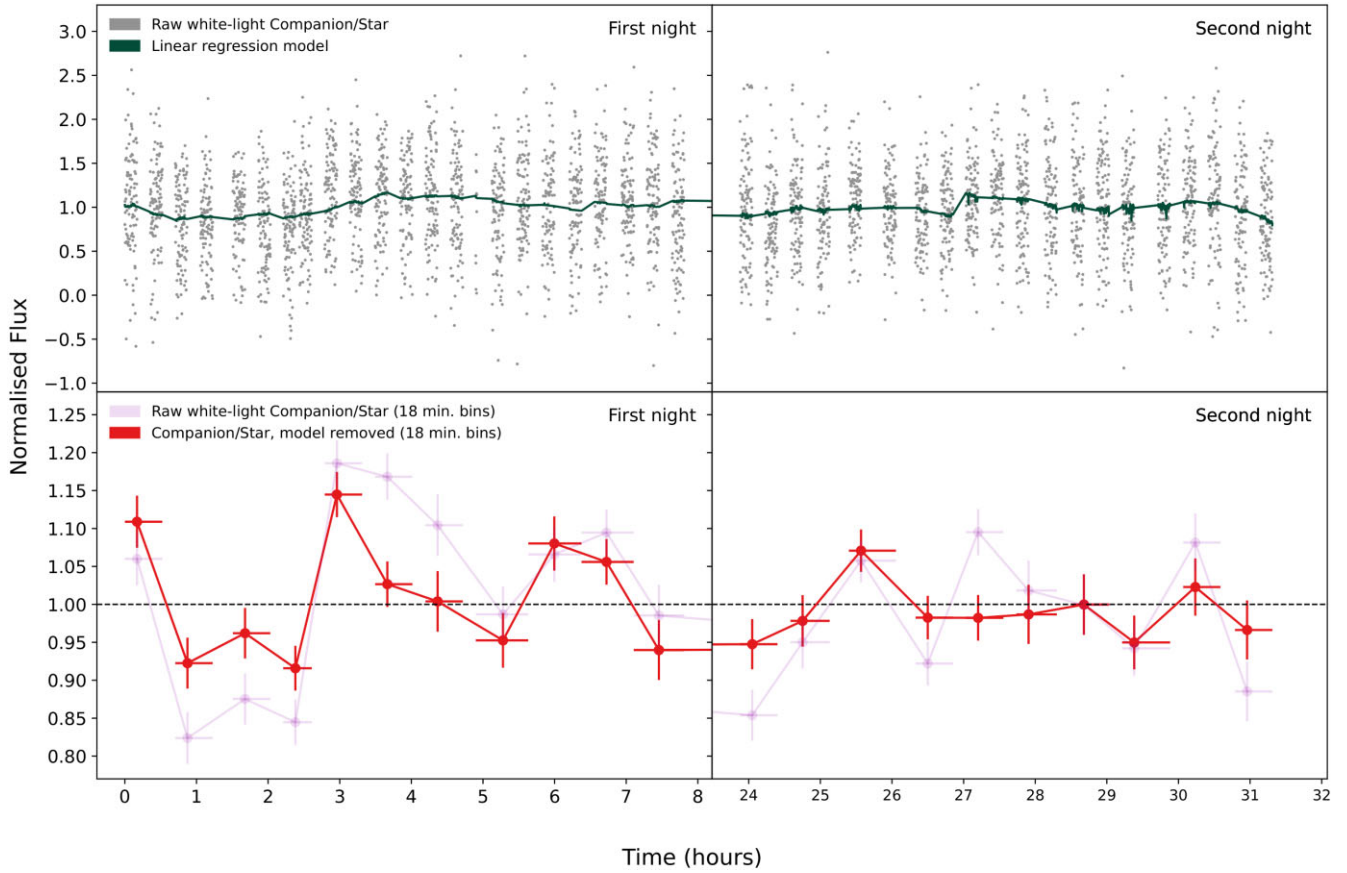 Raw white-light Companion/Star
Linear regression model
First night
Second night
3.0
2.5
2.0
1.5
1.0
0.5
0.0
−0.5
−1.0
Normalised Flux
Raw white-light Companion/Star (18 min. bins)
Companion/Star, model removed (18 min. bins)
First night
Second night
1.25
1.20
1.15
1.10
1.05
1.00
0.95
0.90
0.85
0.80
0 1 2 3 4 5 6 7 8 24 25 26 27 28 29 30 31 32
Time (hours)